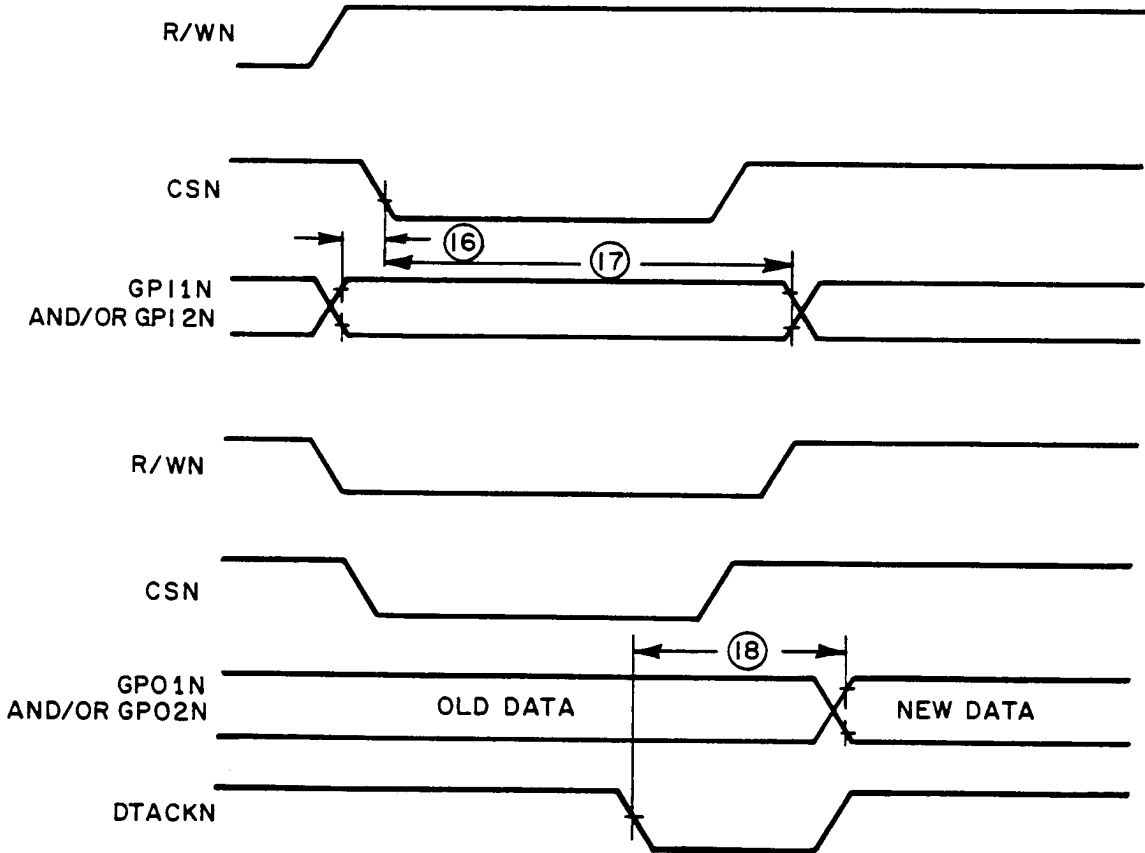 R/WN
CSN
16
17
GPI1N
AND/OR GPI2N
R/WN
CSN
18
GPO1N
AND/OR GPO2N
OLD DATA
NEW DATA
DTACKN